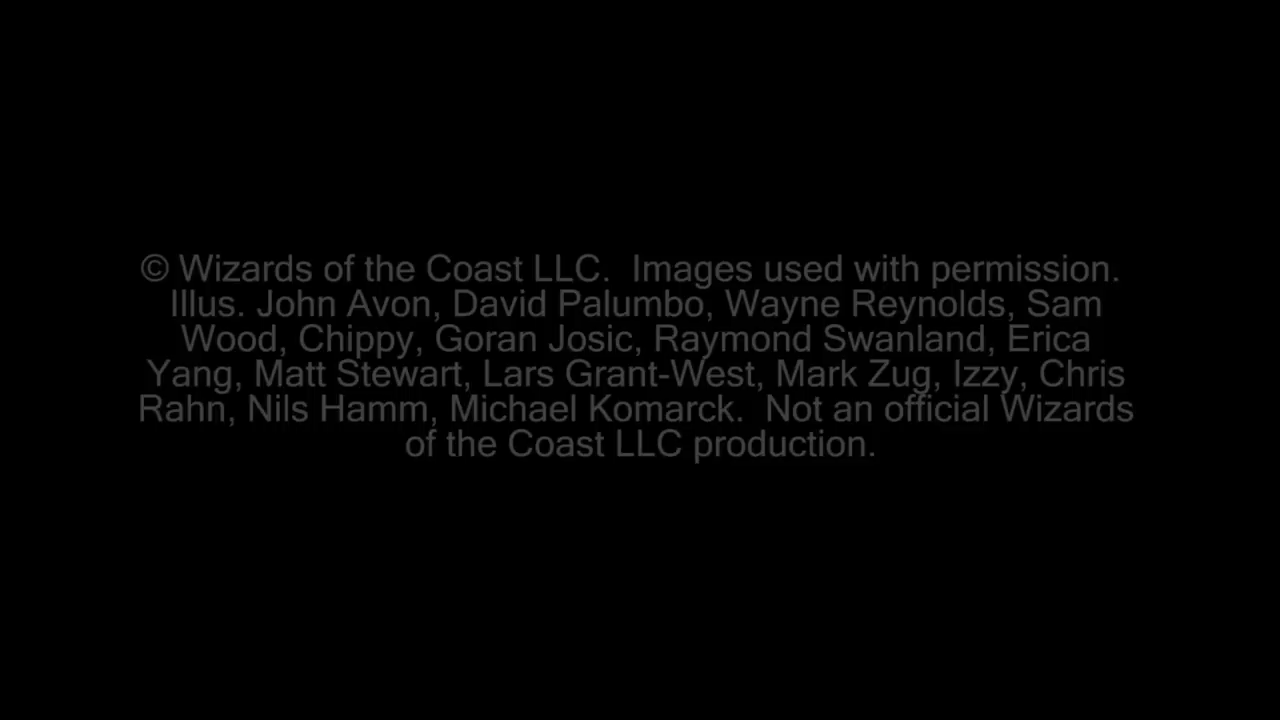 © Wizards of the Coast LLC.  Images used with permission.
Illus. John Avon, David Palumbo, Wayne Reynolds, Sam
Wood, Chippy, Goran Josic, Raymond Swanland, Erica
Yang, Matt Stewart, Lars Grant-West, Mark Zug, Izzy, Chris
Rahn, Nils Hamm, Michael Komarck.  Not an official Wizards
of the Coast LLC production.